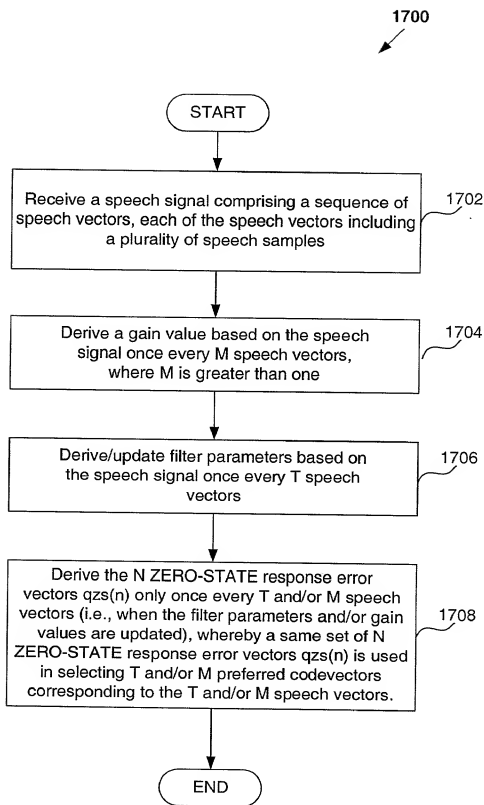 1700
START
Receive a speech signal comprising a sequence of
speech vectors, each of the speech vectors including
a plurality of speech samples
1702
Derive a gain value based on the speech
signal once every M speech vectors,
where M is greater than one
1704
Derive/update filter parameters based on
the speech signal once every T speech
vectors
1706
Derive the N ZERO-STATE response error
vectors qzs(n) only once every T and/or M speech
vectors (i.e., when the filter parameters and/or gain
values are updated), whereby a same set of N
ZERO-STATE response error vectors qzs(n) is used
in selecting T and/or M preferred codevectors
corresponding to the T and/or M speech vectors.
1708
END